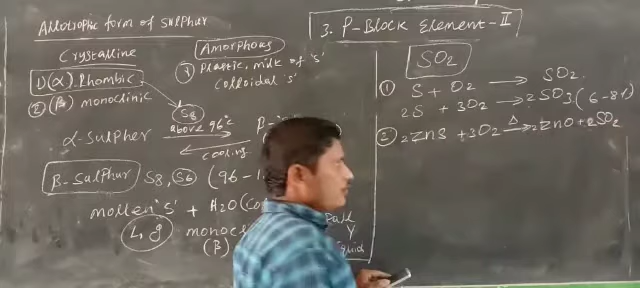 Allotropic form of Sulphur
Crystalline
1) (α) Rhombic
② (β) monoclinic
Amorphous
③ Plastic, milk of 's'
colloidal 's'
S8
α-Sulpher above 96°c
cooling
β-Sulphur S8, S6 (96-
molten 's' + H2O (
L, g monocl
(β)
3. P-Block Element-II
SO2
① S + O2 → SO2.
2S + 3O2 → 2SO3 (6-8%)
② 2ZnS + 3O2 Δ→ 2ZnO + 2SO2